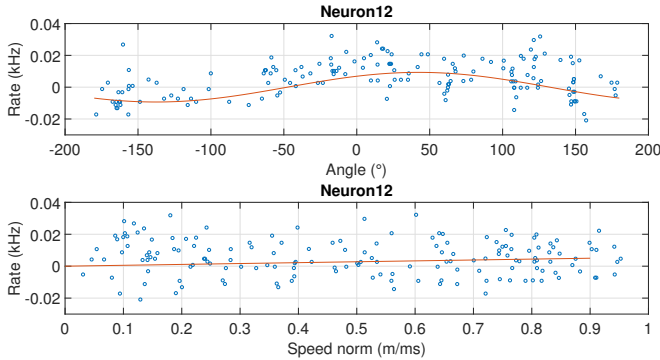 Neuron12
0.04
0.02
0
-0.02
Rate (kHz)
-200 -150 -100 -50 0 50 100 150 200
Angle (°)
Neuron12
0.04
0.02
0
-0.02
Rate (kHz)
0 0.1 0.2 0.3 0.4 0.5 0.6 0.7 0.8 0.9 1
Speed norm (m/ms)